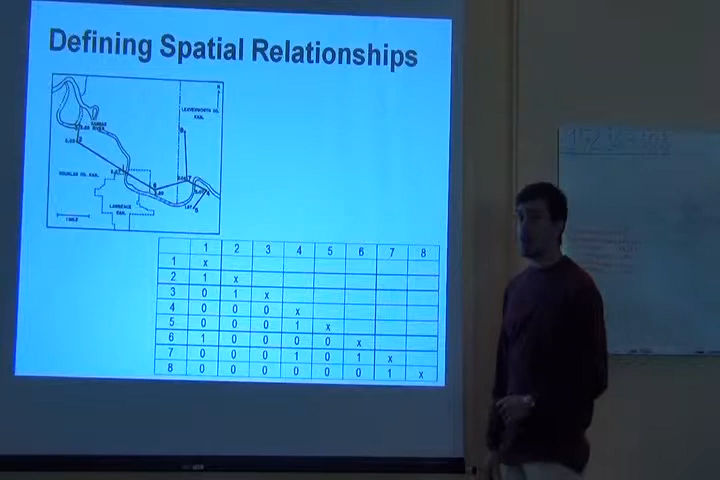 Defining Spatial Relationships
LEAVENWORTH CO.
KAN.
KANSAS
RIVER
DOUGLAS CO. KAN.
LAWRENCE
KAN.
1 2 3 4 5 6 7 8
1 x
2 1 x
3 0 1 x
4 0 0 0 x
5 0 0 0 1 x
6 1 0 0 0 0 x
7 0 0 0 1 0 1 x
8 0 0 0 0 0 0 1 x